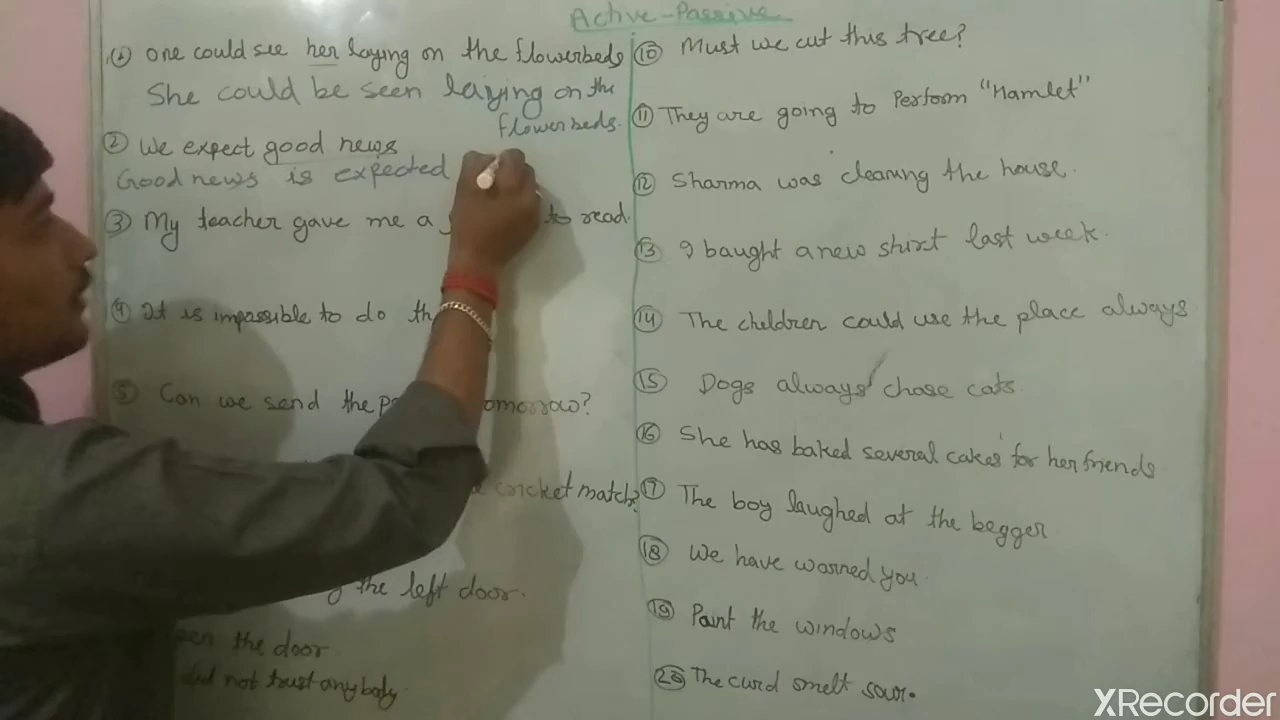 Active-Passive
① One could see her laying on the flowerbeds
She could be seen laying on the
flowerbeds.
② We expect good news
Good news is expected
③ My teacher gave me a to read.
④ It is impossible to do
⑤ Can we send the tomorrow?
cricket match?
the left door.
the door.
did not trust anybody.
⑩ Must we cut this tree?
⑪ They are going to Perform "Hamlet"
⑫ Sharma was cleaning the house.
⑬ I baught a new shirt last week.
⑭ The children could use the place always
⑮ Dogs always chase cats.
⑯ She has baked several cakes for her friends
⑰ The boy laughed at the begger.
⑱ We have warned you.
⑲ Paint the windows
⑳ The curd smelt sour.
XRecorder